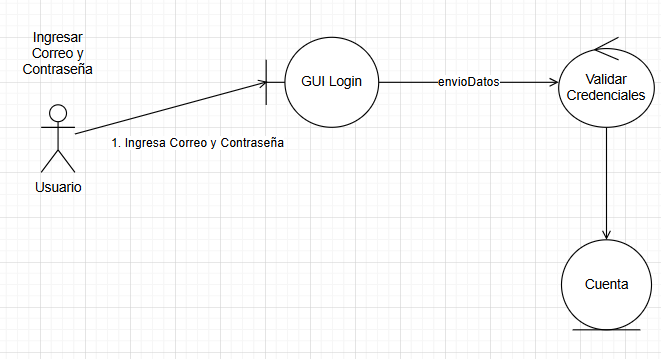 Ingresar
Correo y
Contraseña
Usuario
1. Ingresa Correo y Contraseña
GUI Login
envioDatos
Validar
Credenciales
Cuenta